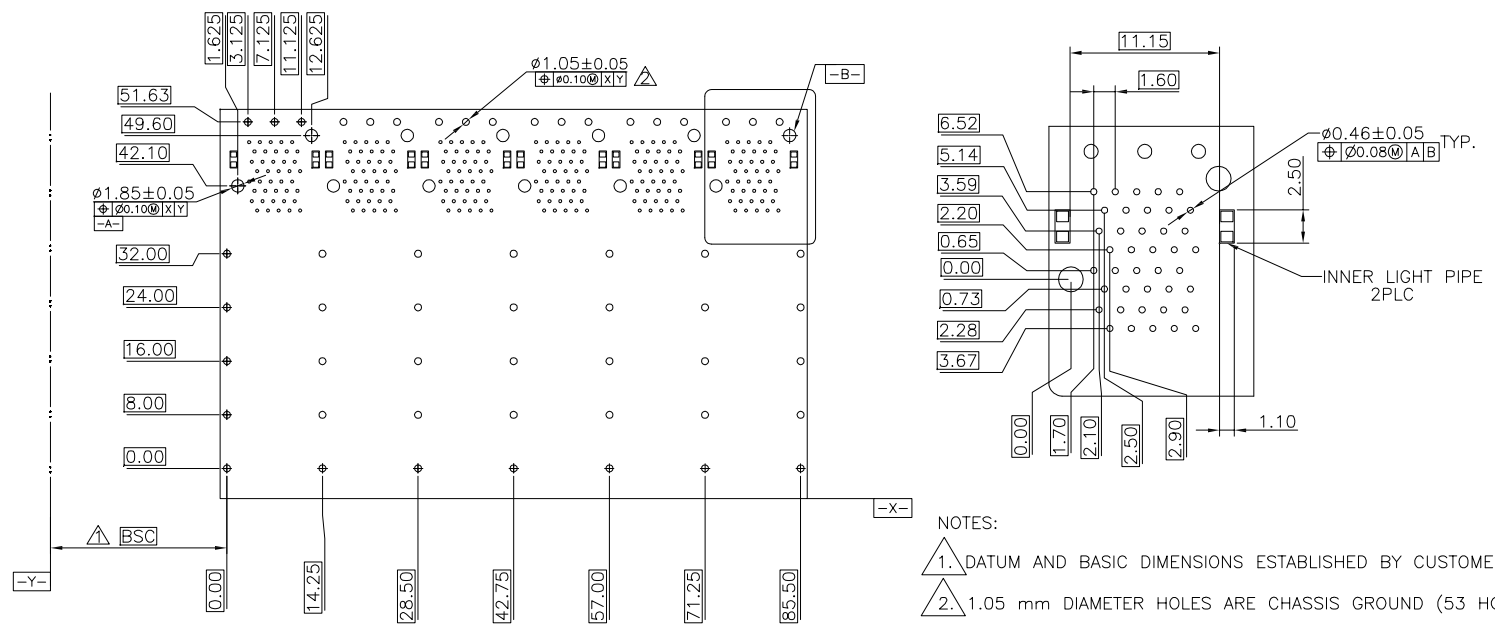 1.625
3.125
7.125
11.125
12.625
51.63
49.60
42.10
ø1.85±0.05
⌖ ø0.10Ⓜ X Y
-A-
ø1.05±0.05
⌖ ø0.10Ⓜ X Y 2
-B-
32.00
24.00
16.00
8.00
0.00
1 BSC
-Y-
-X-
0.00
14.25
28.50
42.75
57.00
71.25
85.50
11.15
1.60
6.52
5.14
3.59
2.20
0.65
0.00
0.73
2.28
3.67
ø0.46±0.05 TYP.
⌖ Ø0.08Ⓜ A B
2.50
INNER LIGHT PIPE
2PLC
0.00
1.70
2.10
2.50
2.90
1.10
NOTES:
1. DATUM AND BASIC DIMENSIONS ESTABLISHED BY CUSTOME
2. 1.05 mm DIAMETER HOLES ARE CHASSIS GROUND (53 HO